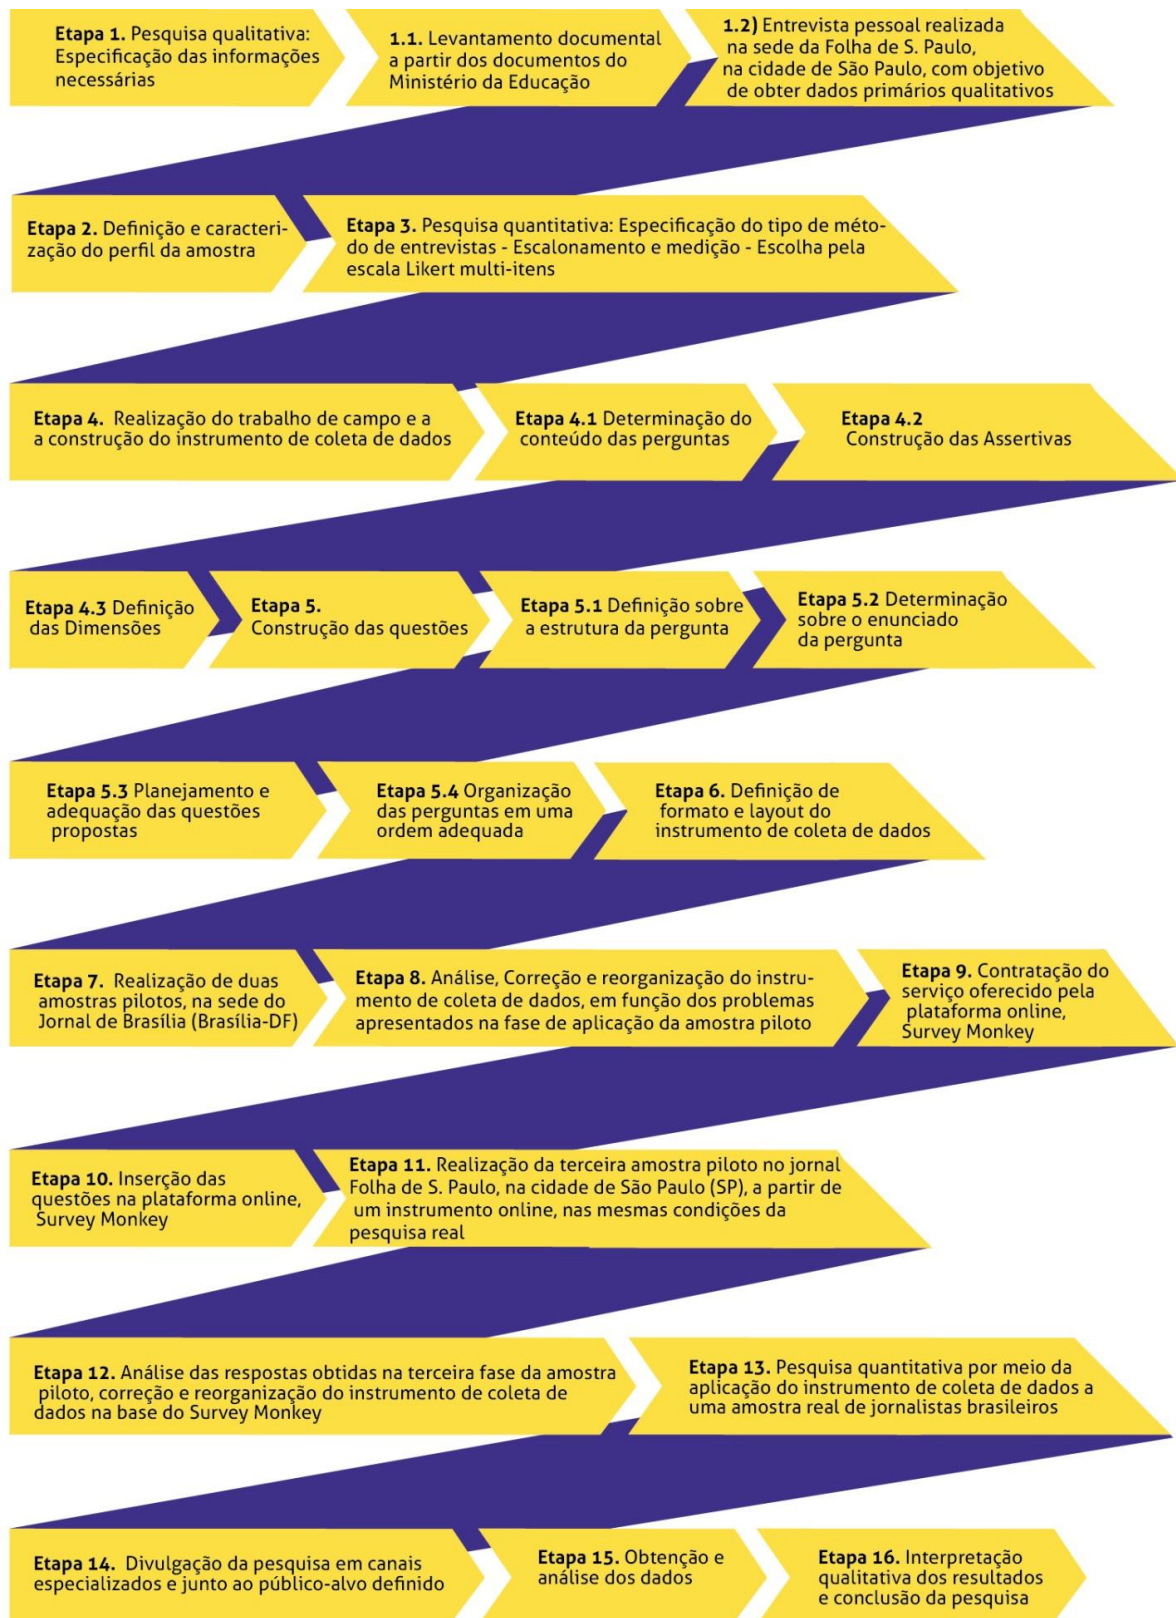 Etapa 1. Pesquisa qualitativa:
Especificação das informações
necessárias
1.1. Levantamento documental
a partir dos documentos do
Ministério da Educação
1.2) Entrevista pessoal realizada
na sede da Folha de S. Paulo,
na cidade de São Paulo, com objetivo
de obter dados primários qualitativos
Etapa 2. Definição e caracteri-
zação do perfil da amostra
Etapa 3. Pesquisa quantitativa: Especificação do tipo de méto-
do de entrevistas - Escalonamento e medição - Escolha pela
escala Likert multi-itens
Etapa 4. Realização do trabalho de campo e a
a construção do instrumento de coleta de dados
Etapa 4.1 Determinação do
conteúdo das perguntas
Etapa 4.2
Construção das Assertivas
Etapa 4.3 Definição
das Dimensões
Etapa 5.
Construção das questões
Etapa 5.1 Definição sobre
a estrutura da pergunta
Etapa 5.2 Determinação
sobre o enunciado
da pergunta
Etapa 5.3 Planejamento e
adequação das questões
propostas
Etapa 5.4 Organização
das perguntas em uma
ordem adequada
Etapa 6. Definição de
formato e layout do
instrumento de coleta de dados
Etapa 7. Realização de duas
amostras pilotos, na sede do
Jornal de Brasília (Brasília-DF)
Etapa 8. Análise, Correção e reorganização do instru-
mento de coleta de dados, em função dos problemas
apresentados na fase de aplicação da amostra piloto
Etapa 9. Contratação do
serviço oferecido pela
plataforma online,
Survey Monkey
Etapa 10. Inserção das
questões na plataforma online,
Survey Monkey
Etapa 11. Realização da terceira amostra piloto no jornal
Folha de S. Paulo, na cidade de São Paulo (SP), a partir de
um instrumento online, nas mesmas condições da
pesquisa real
Etapa 12. Análise das respostas obtidas na terceira fase da amostra
piloto, correção e reorganização do instrumento de coleta de
dados na base do Survey Monkey
Etapa 13. Pesquisa quantitativa por meio da
aplicação do instrumento de coleta de dados a
uma amostra real de jornalistas brasileiros
Etapa 14. Divulgação da pesquisa em canais
especializados e junto ao público-alvo definido
Etapa 15. Obtenção e
análise dos dados
Etapa 16. Interpretação
qualitativa dos resultados
e conclusão da pesquisa